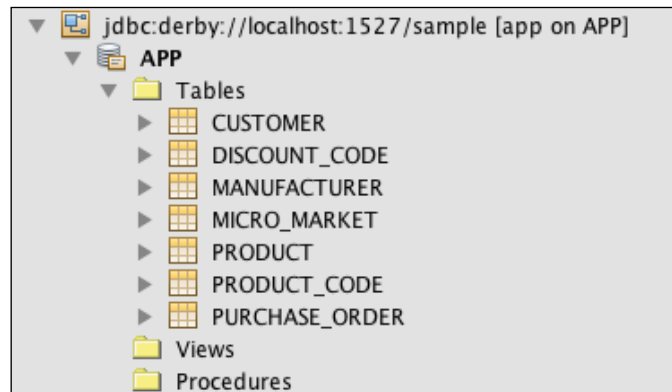 jdbc:derby://localhost:1527/sample [app on APP]
APP
Tables
CUSTOMER
DISCOUNT_CODE
MANUFACTURER
MICRO_MARKET
PRODUCT
PRODUCT_CODE
PURCHASE_ORDER
Views
Procedures